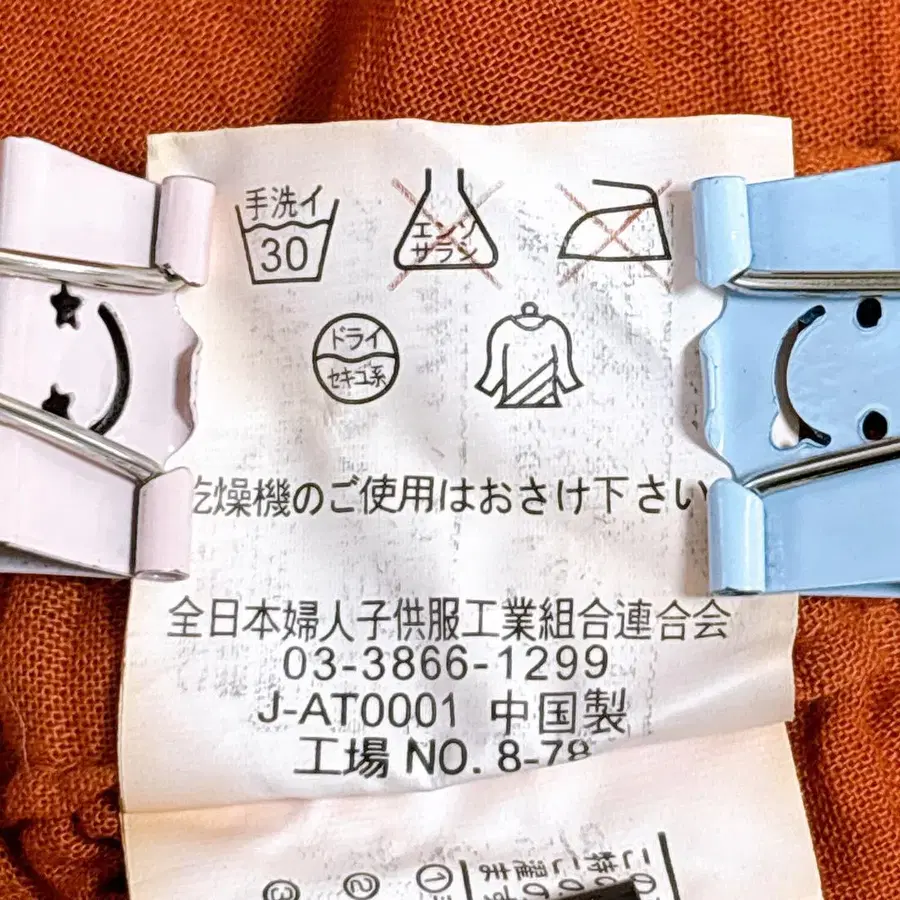 手洗イ
30
エンソ
サラシ
ドライ
セキユ系
乾燥機のご使用はおさけ下さい
全日本婦人子供服工業組合連合会
03-3866-1299
J-AT0001 中国製
工場 NO. 8-78
①
②
③